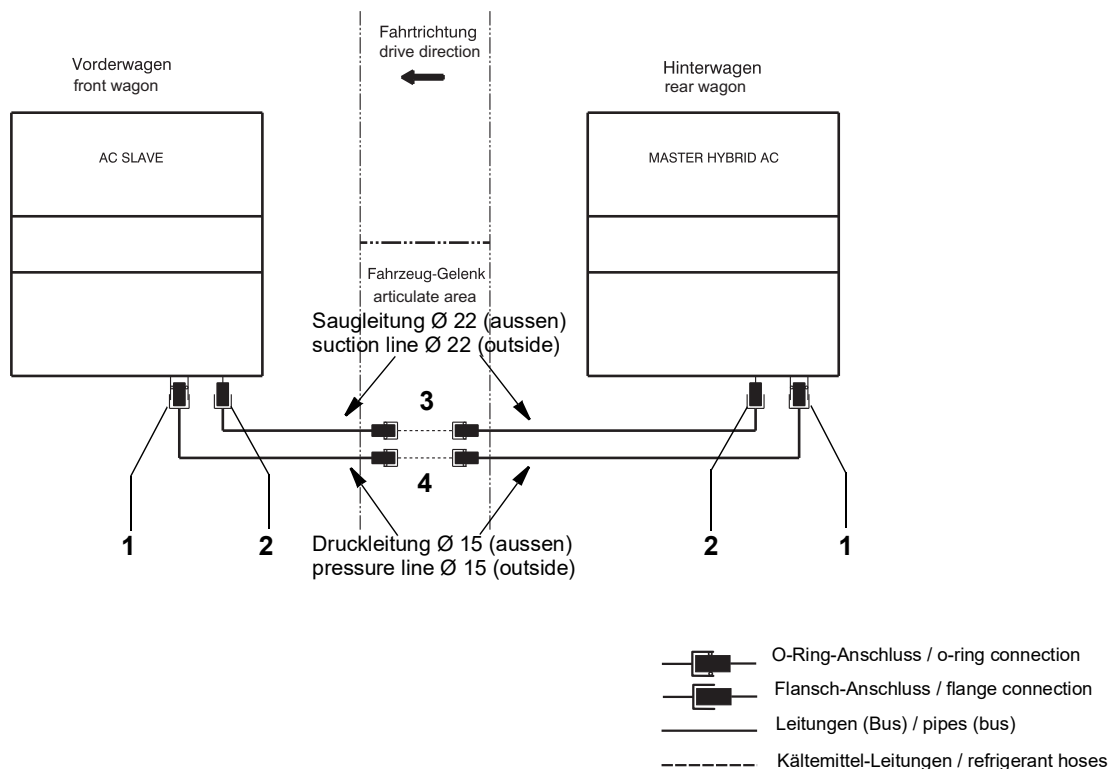 Fahrtrichtung
drive direction
Vorderwagen
front wagon
Hinterwagen
rear wagon
AC SLAVE
MASTER HYBRID AC
Fahrzeug-Gelenk
articulate area
Saugleitung Ø 22 (aussen)
suction line Ø 22 (outside)
3
4
1
2
2
1
Druckleitung Ø 15 (aussen)
pressure line Ø 15 (outside)
O-Ring-Anschluss / o-ring connection
Flansch-Anschluss / flange connection
Leitungen (Bus) / pipes (bus)
Kältemittel-Leitungen / refrigerant hoses